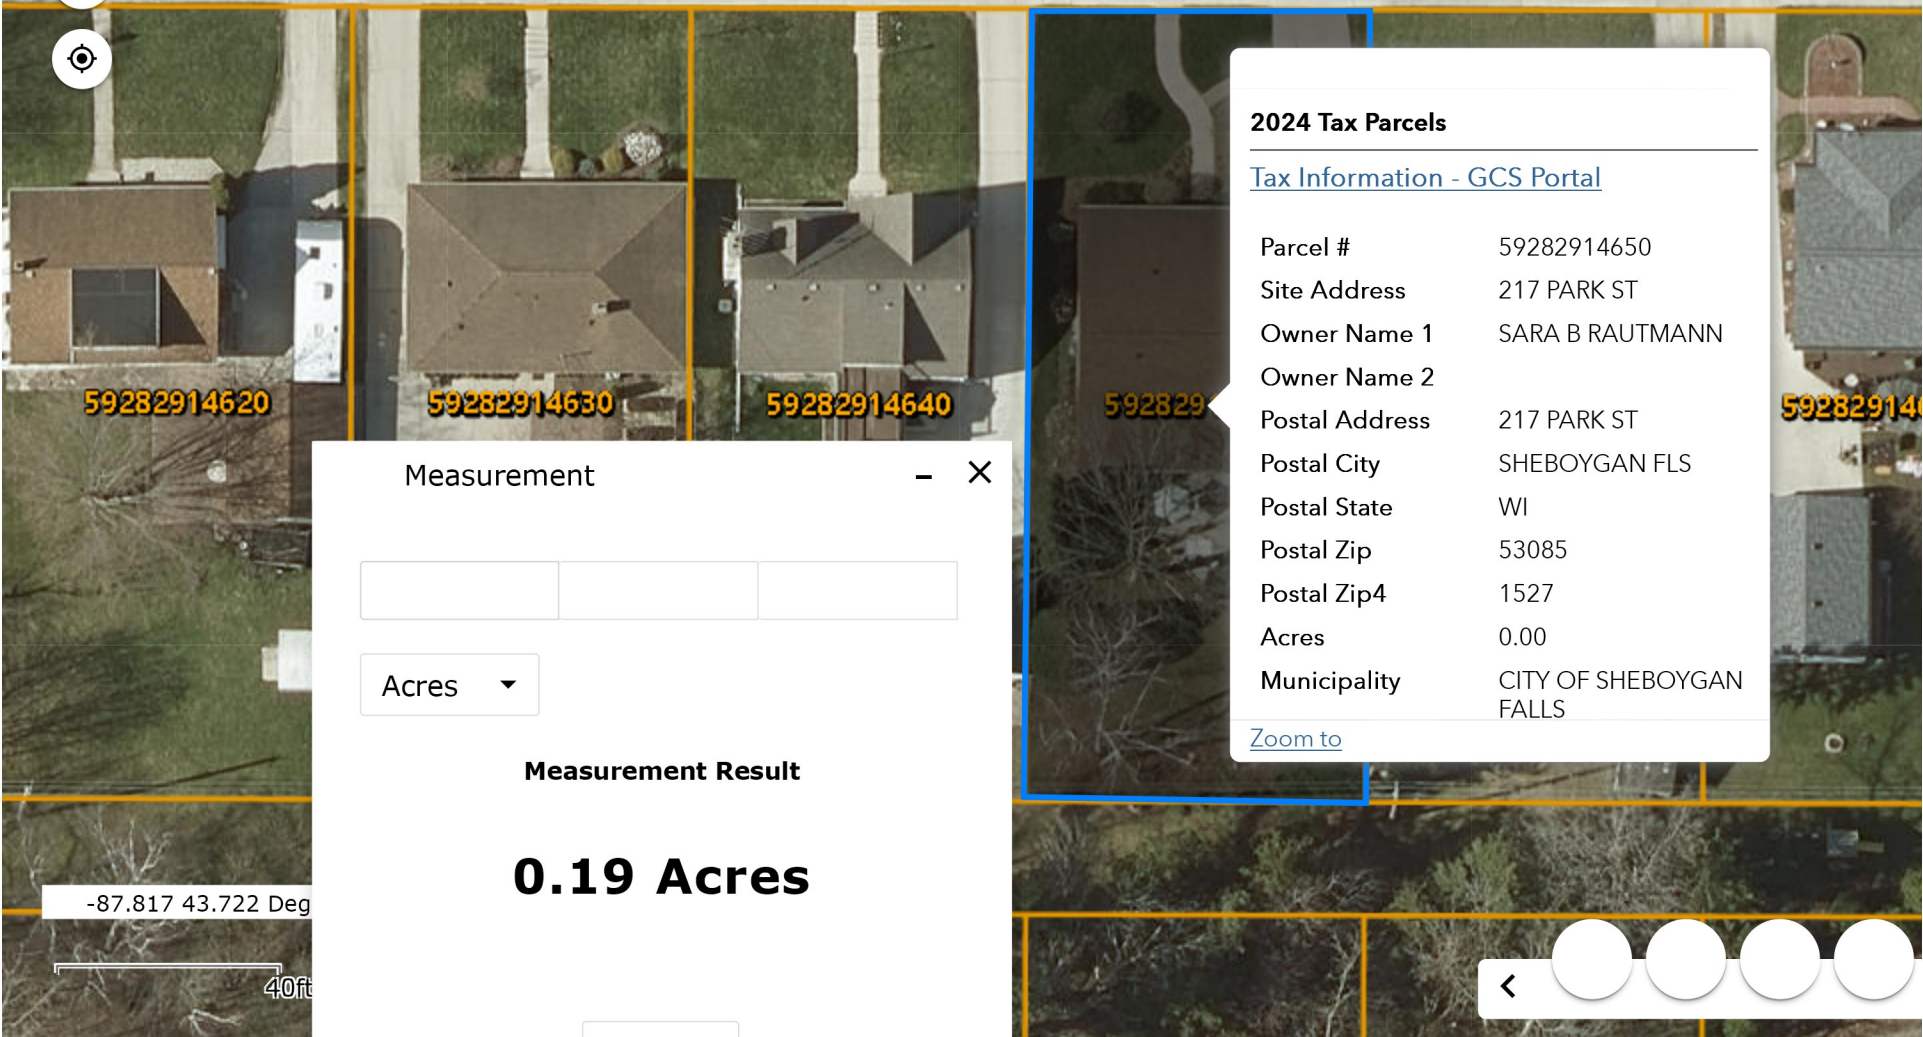 2024 Tax Parcels
Tax Information - GCS Portal
Parcel # 59282914650
Site Address 217 PARK ST
Owner Name 1 SARA B RAUTMANN
Owner Name 2
Postal Address 217 PARK ST
Postal City SHEBOYGAN FLS
Postal State WI
Postal Zip 53085
Postal Zip4 1527
Acres 0.00
Municipality CITY OF SHEBOYGAN
FALLS
Zoom to
59282914620
59282914630
59282914640
592829
59282914
Measurement
Acres
Measurement Result
0.19 Acres
-87.817 43.722 Deg
40ft